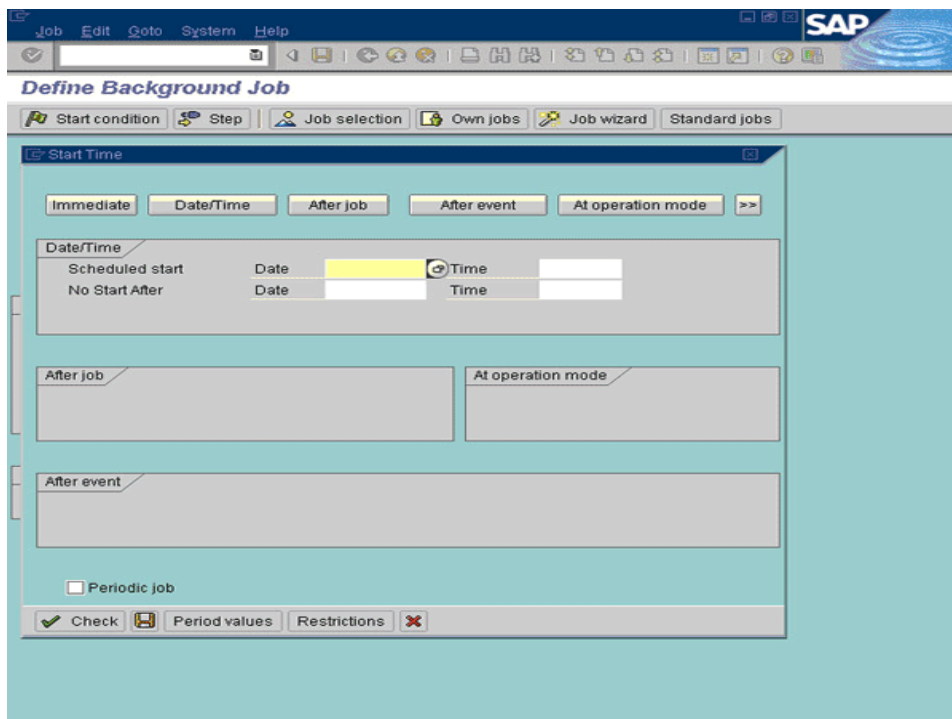 Job Edit Goto System Help
SAP
Define Background Job
Start condition Step Job selection Own jobs Job wizard Standard jobs
Start Time
Immediate Date/Time After job After event At operation mode >>
Date/Time
Scheduled start Date Time
No Start After Date Time
After job At operation mode
After event
Periodic job
Check Period values Restrictions